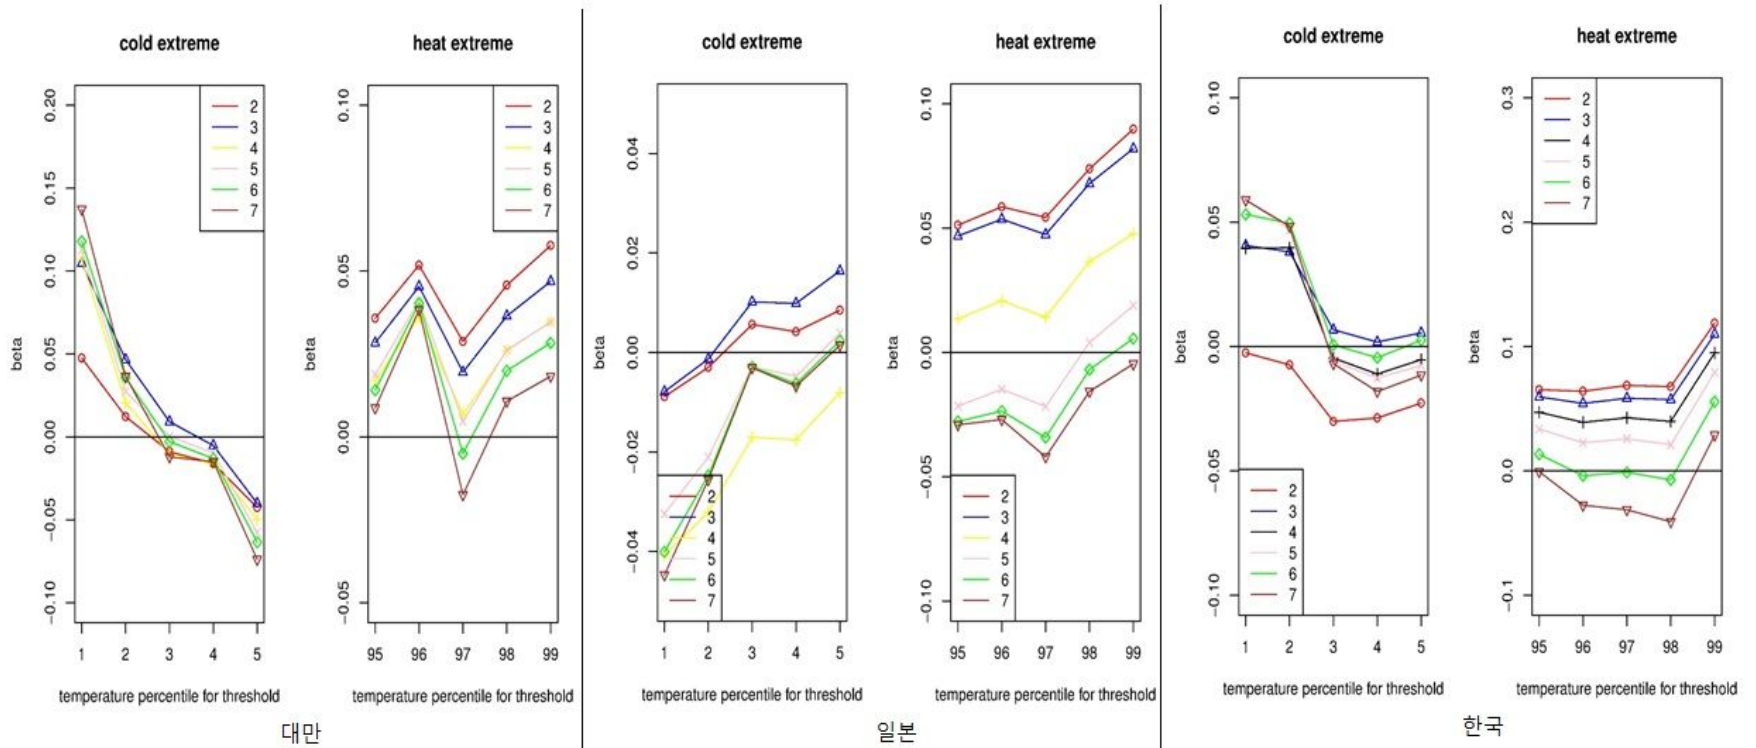 cold extreme
0.20
0.15
0.10
0.05
0.00
−0.05
−0.10
beta
2
3
4
5
6
7
1 2 3 4 5
temperature percentile for threshold
heat extreme
0.10
0.05
0.00
−0.05
beta
2
3
4
5
6
7
95 96 97 98 99
temperature percentile for threshold
대만
cold extreme
0.04
0.02
0.00
−0.02
−0.04
beta
2
3
4
5
6
7
1 2 3 4 5
temperature percentile for threshold
heat extreme
0.10
0.05
0.00
−0.05
−0.10
beta
2
3
4
5
6
7
95 96 97 98 99
temperature percentile for threshold
일본
cold extreme
0.10
0.05
0.00
−0.05
−0.10
beta
2
3
4
5
6
7
1 2 3 4 5
temperature percentile for threshold
heat extreme
0.3
0.2
0.1
0.0
−0.1
beta
2
3
4
5
6
7
95 96 97 98 99
temperature percentile for threshold
한국